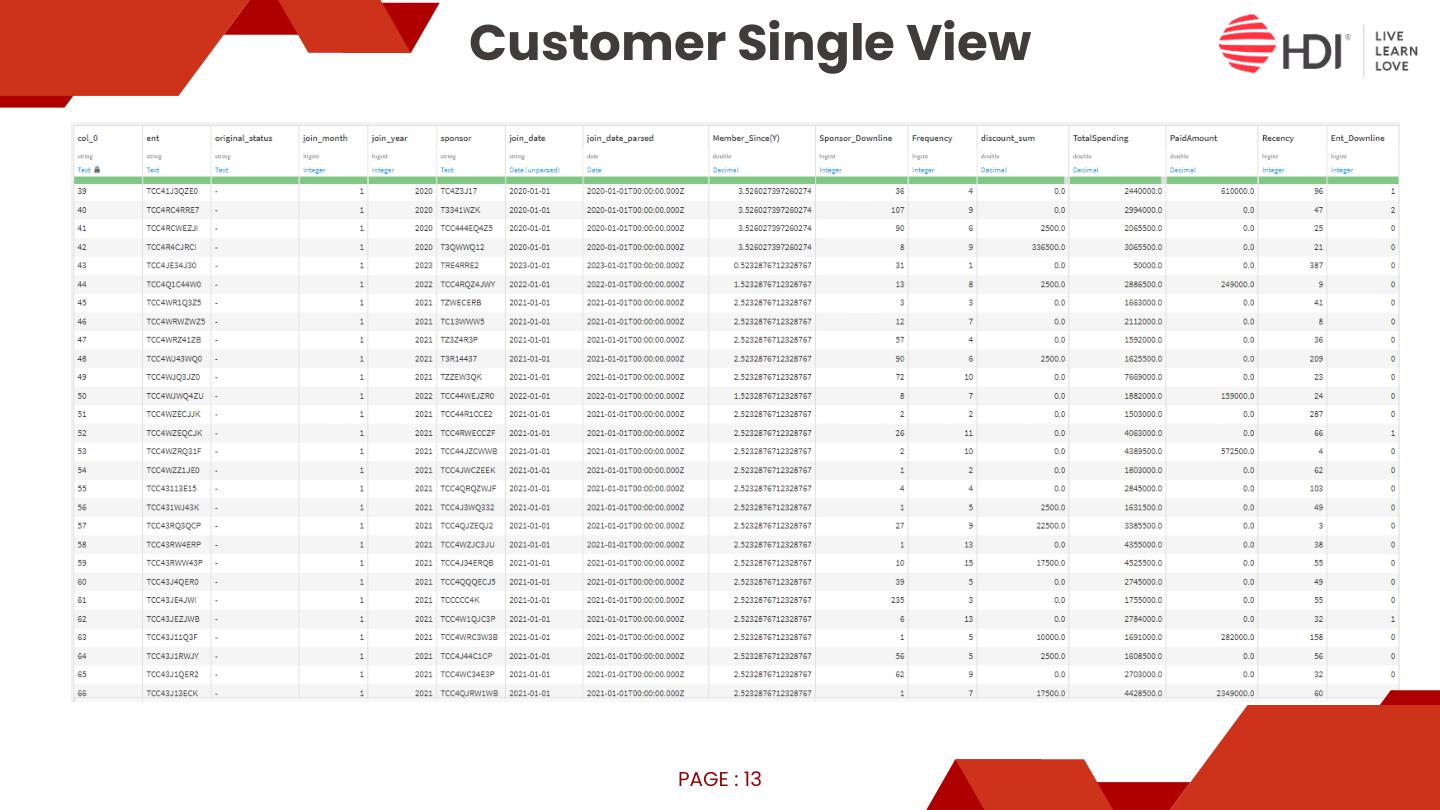 Customer Single View
HDI®
LIVE
LEARN
LOVE
col_0 ent original_status join_month join_year sponsor join_date join_date_parsed Member_Since(Y) Sponsor_Downline Frequency discount_sum TotalSpending PaidAmount Recency Ent_Downline
string string string bigint bigint string string date double bigint bigint double double double bigint bigint
Text Text Text Integer Integer Text Date (unparsed) Date Decimal Integer Integer Decimal Decimal Decimal Integer Integer
39 TCC41J3QZE0 - 1 2020 TC4Z3J17 2020-01-01 2020-01-01T00:00:00.000Z 3.526027397260274 36 4 0.0 2440000.0 610000.0 96 1
40 TCC4RC4RRE7 - 1 2020 T3341WZK 2020-01-01 2020-01-01T00:00:00.000Z 3.526027397260274 107 9 0.0 2994000.0 0.0 47 2
41 TCC4RCWEZJI - 1 2020 TCC444EQ4Z5 2020-01-01 2020-01-01T00:00:00.000Z 3.526027397260274 90 6 2500.0 2065500.0 0.0 25 0
42 TCC4R4CJRCI - 1 2020 T3QWWQ12 2020-01-01 2020-01-01T00:00:00.000Z 3.526027397260274 8 9 336500.0 3065500.0 0.0 21 0
43 TCC4JE34J30 - 1 2023 TRE4RRE2 2023-01-01 2023-01-01T00:00:00.000Z 0.5232876712328767 31 1 0.0 50000.0 0.0 387 0
44 TCC4Q1C44W0 - 1 2022 TCC4RQZ4JWY 2022-01-01 2022-01-01T00:00:00.000Z 1.5232876712328767 13 8 2500.0 2886500.0 249000.0 9 0
45 TCC4WR1Q3Z5 - 1 2021 TZWECERB 2021-01-01 2021-01-01T00:00:00.000Z 2.5232876712328767 3 3 0.0 1663000.0 0.0 41 0
46 TCC4WRWZWZ5 - 1 2021 TC13WWW5 2021-01-01 2021-01-01T00:00:00.000Z 2.5232876712328767 12 7 0.0 2112000.0 0.0 8 0
47 TCC4WRZ41ZB - 1 2021 TZ3Z4R3P 2021-01-01 2021-01-01T00:00:00.000Z 2.5232876712328767 57 4 0.0 1592000.0 0.0 36 0
48 TCC4WJ43WQ0 - 1 2021 T3R14437 2021-01-01 2021-01-01T00:00:00.000Z 2.5232876712328767 90 6 2500.0 1625500.0 0.0 209 0
49 TCC4WJQ3JZ0 - 1 2021 TZZEW3QK 2021-01-01 2021-01-01T00:00:00.000Z 2.5232876712328767 72 10 0.0 7669000.0 0.0 23 0
50 TCC4WJWQ4ZU - 1 2022 TCC44WEJZR0 2022-01-01 2022-01-01T00:00:00.000Z 1.5232876712328767 8 7 0.0 1882000.0 159000.0 24 0
51 TCC4WZECJJK - 1 2021 TCC44R1CCE2 2021-01-01 2021-01-01T00:00:00.000Z 2.5232876712328767 2 2 0.0 1503000.0 0.0 287 0
52 TCC4WZEQCJK - 1 2021 TCC4RWECCZF 2021-01-01 2021-01-01T00:00:00.000Z 2.5232876712328767 26 11 0.0 4063000.0 0.0 66 1
53 TCC4WZRQ31F - 1 2021 TCC44JZCWWB 2021-01-01 2021-01-01T00:00:00.000Z 2.5232876712328767 2 10 0.0 4389500.0 572500.0 4 0
54 TCC4WZZ1JE0 - 1 2021 TCC4JWCZEEK 2021-01-01 2021-01-01T00:00:00.000Z 2.5232876712328767 1 2 0.0 1803000.0 0.0 62 0
55 TCC43113E15 - 1 2021 TCC4QRQZWJF 2021-01-01 2021-01-01T00:00:00.000Z 2.5232876712328767 4 4 0.0 2845000.0 0.0 103 0
56 TCC431WJ43K - 1 2021 TCC4J3WQ332 2021-01-01 2021-01-01T00:00:00.000Z 2.5232876712328767 1 5 2500.0 1631500.0 0.0 49 0
57 TCC43RQ3QCP - 1 2021 TCC4QJZEQJ2 2021-01-01 2021-01-01T00:00:00.000Z 2.5232876712328767 27 9 22500.0 3385500.0 0.0 3 0
58 TCC43RW4ERP - 1 2021 TCC4WZJC3JU 2021-01-01 2021-01-01T00:00:00.000Z 2.5232876712328767 1 13 0.0 4355000.0 0.0 38 0
59 TCC43RWW43P - 1 2021 TCC4J34ERQB 2021-01-01 2021-01-01T00:00:00.000Z 2.5232876712328767 10 15 17500.0 4525500.0 0.0 55 0
60 TCC43J4QER0 - 1 2021 TCC4QQQECJ5 2021-01-01 2021-01-01T00:00:00.000Z 2.5232876712328767 39 5 0.0 2745000.0 0.0 49 0
61 TCC43JE4JWI - 1 2021 TCCCCC4K 2021-01-01 2021-01-01T00:00:00.000Z 2.5232876712328767 235 3 0.0 1755000.0 0.0 55 0
62 TCC43JEZJWB - 1 2021 TCC4W1QJC3P 2021-01-01 2021-01-01T00:00:00.000Z 2.5232876712328767 6 13 0.0 2784000.0 0.0 32 1
63 TCC43J11Q3F - 1 2021 TCC4WRC3W3B 2021-01-01 2021-01-01T00:00:00.000Z 2.5232876712328767 1 5 10000.0 1691000.0 282000.0 158 0
64 TCC43J1RWJY - 1 2021 TCC4J44C1CP 2021-01-01 2021-01-01T00:00:00.000Z 2.5232876712328767 56 5 2500.0 1608500.0 0.0 56 0
65 TCC43J1QER2 - 1 2021 TCC4WC34E3P 2021-01-01 2021-01-01T00:00:00.000Z 2.5232876712328767 62 9 0.0 2703000.0 0.0 32 0
66 TCC43J13ECK - 1 2021 TCC4QJRW1WB 2021-01-01 2021-01-01T00:00:00.000Z 2.5232876712328767 1 7 17500.0 4428500.0 2349000.0 60 0
PAGE : 13